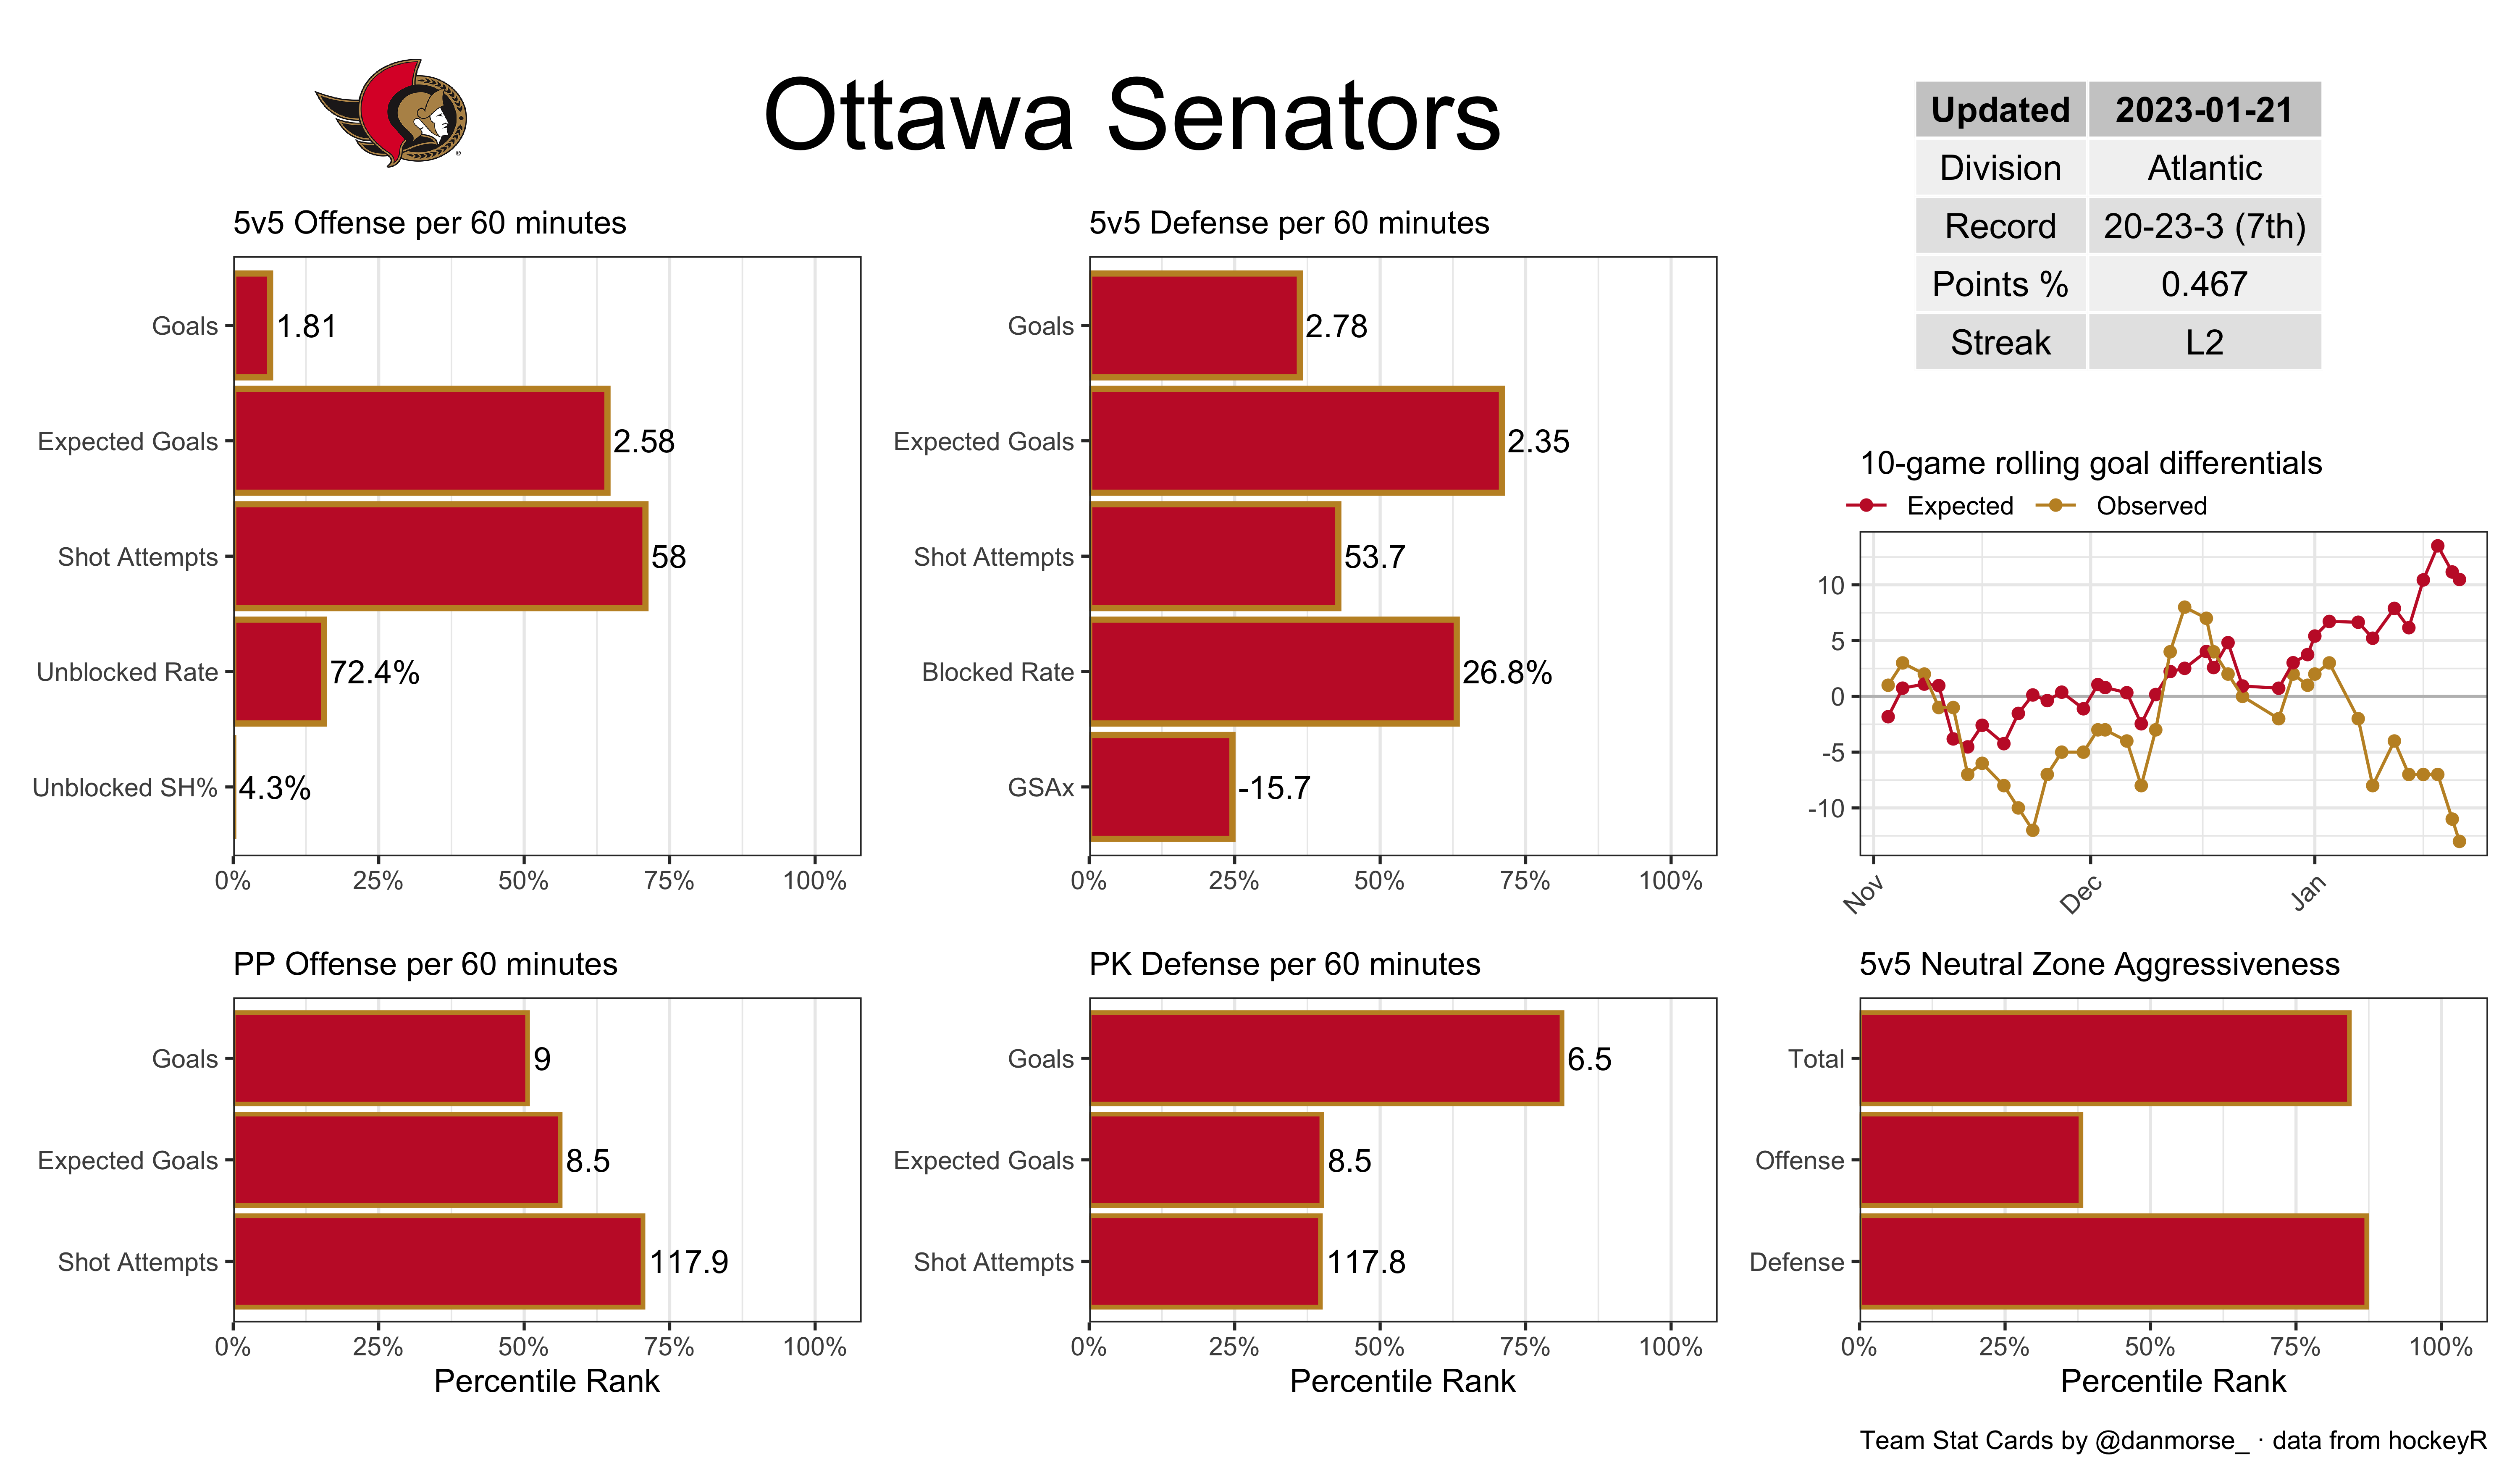 Ottawa Senators
Updated 2023-01-21
Division Atlantic
Record 20-23-3 (7th)
Points % 0.467
Streak L2
5v5 Offense per 60 minutes
Goals 1.81
Expected Goals 2.58
Shot Attempts 58
Unblocked Rate 72.4%
Unblocked SH% 4.3%
0% 25% 50% 75% 100%
5v5 Defense per 60 minutes
Goals 2.78
Expected Goals 2.35
Shot Attempts 53.7
Blocked Rate 26.8%
GSAx -15.7
0% 25% 50% 75% 100%
10-game rolling goal differentials
Expected Observed
10
5
0
-5
-10
Nov Dec Jan
PP Offense per 60 minutes
Goals 9
Expected Goals 8.5
Shot Attempts 117.9
0% 25% 50% 75% 100%
Percentile Rank
PK Defense per 60 minutes
Goals 6.5
Expected Goals 8.5
Shot Attempts 117.8
0% 25% 50% 75% 100%
Percentile Rank
5v5 Neutral Zone Aggressiveness
Total
Offense
Defense
0% 25% 50% 75% 100%
Percentile Rank
Team Stat Cards by @danmorse_ · data from hockeyR